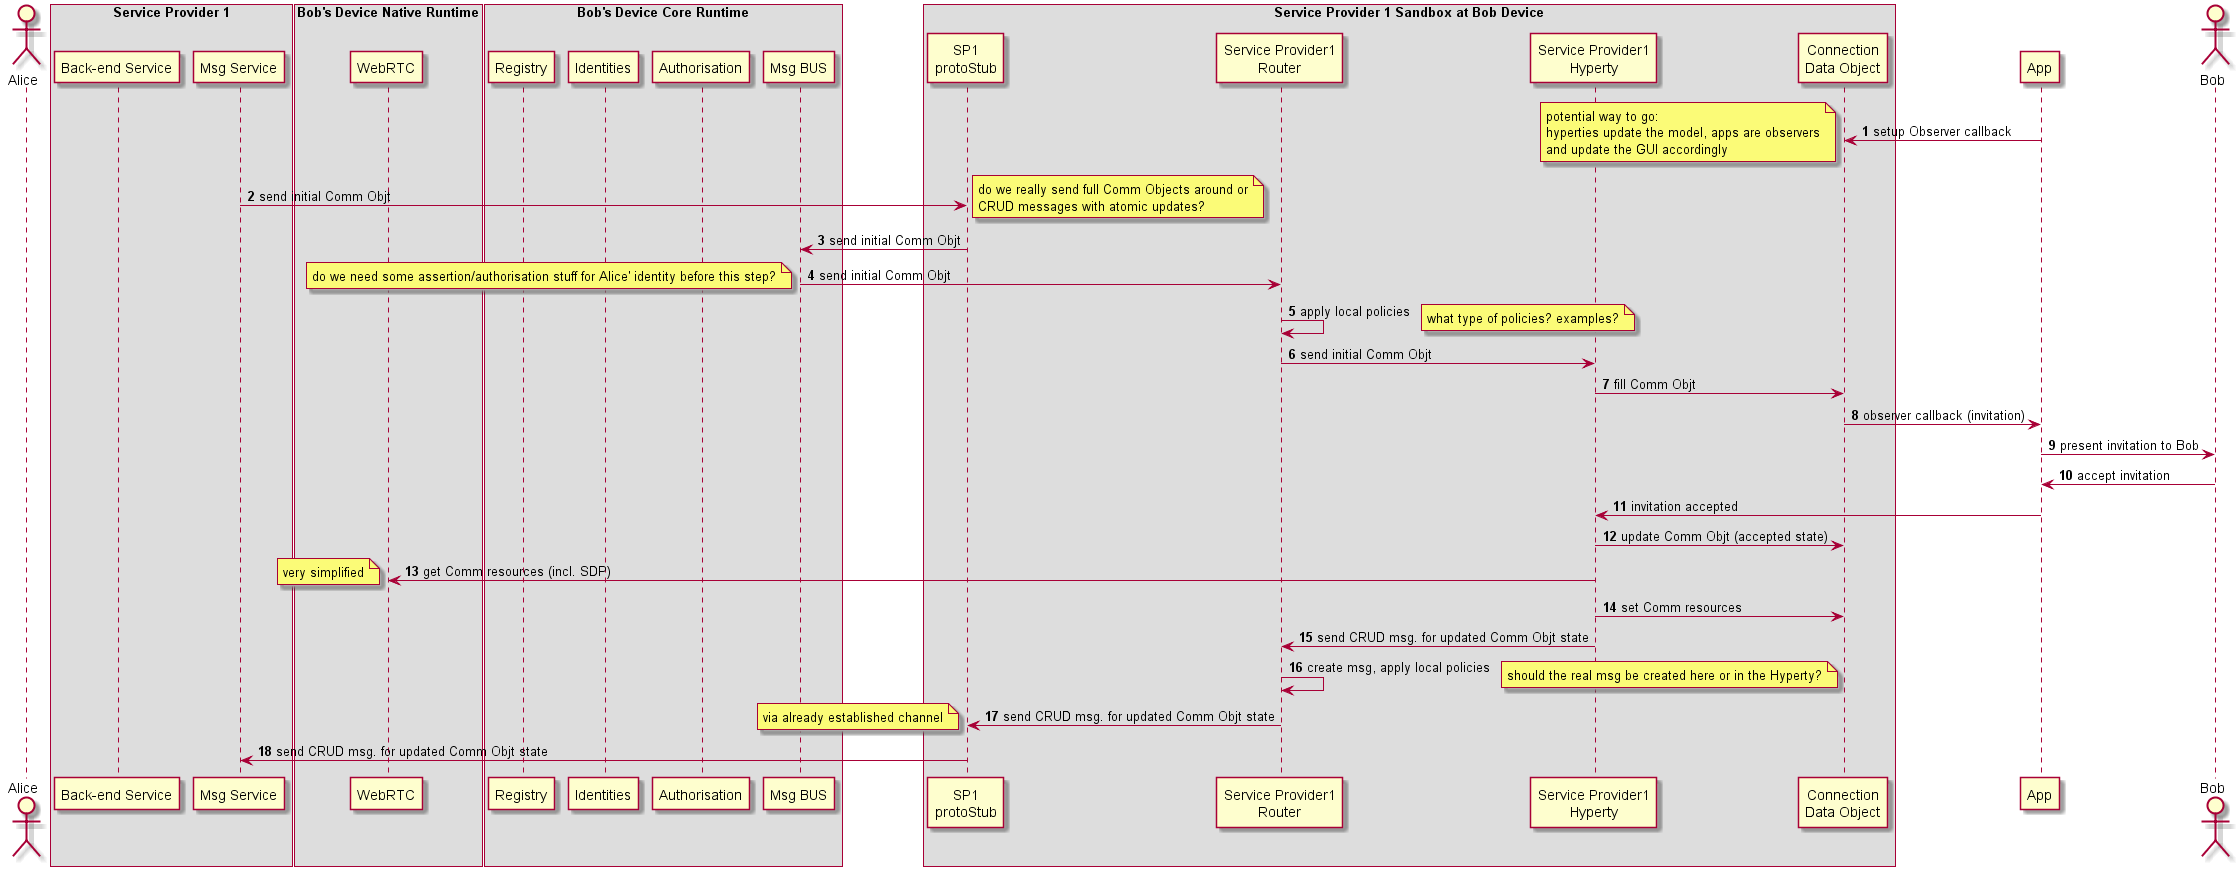 Service Provider 1
Bob's Device Native Runtime
Bob's Device Core Runtime
Service Provider 1 Sandbox at Bob Device
Alice
Back-end Service
Msg Service
WebRTC
Registry
Identities
Authorisation
Msg BUS
SP1
protoStub
Service Provider1
Router
Service Provider1
Hyperty
Connection
Data Object
App
Bob
potential way to go:
hyperties update the model, apps are observers
and update the GUI accordingly
1 setup Observer callback
2 send initial Comm Objt
do we really send full Comm Objects around or
CRUD messages with atomic updates?
3 send initial Comm Objt
do we need some assertion/authorisation stuff for Alice' identity before this step?
4 send initial Comm Objt
5 apply local policies
what type of policies? examples?
6 send initial Comm Objt
7 fill Comm Objt
8 observer callback (invitation)
9 present invitation to Bob
10 accept invitation
11 invitation accepted
12 update Comm Objt (accepted state)
very simplified
13 get Comm resources (incl. SDP)
14 set Comm resources
15 send CRUD msg. for updated Comm Objt state
16 create msg, apply local policies
should the real msg be created here or in the Hyperty?
via already established channel
17 send CRUD msg. for updated Comm Objt state
18 send CRUD msg. for updated Comm Objt state
Alice
Back-end Service
Msg Service
WebRTC
Registry
Identities
Authorisation
Msg BUS
SP1
protoStub
Service Provider1
Router
Service Provider1
Hyperty
Connection
Data Object
App
Bob